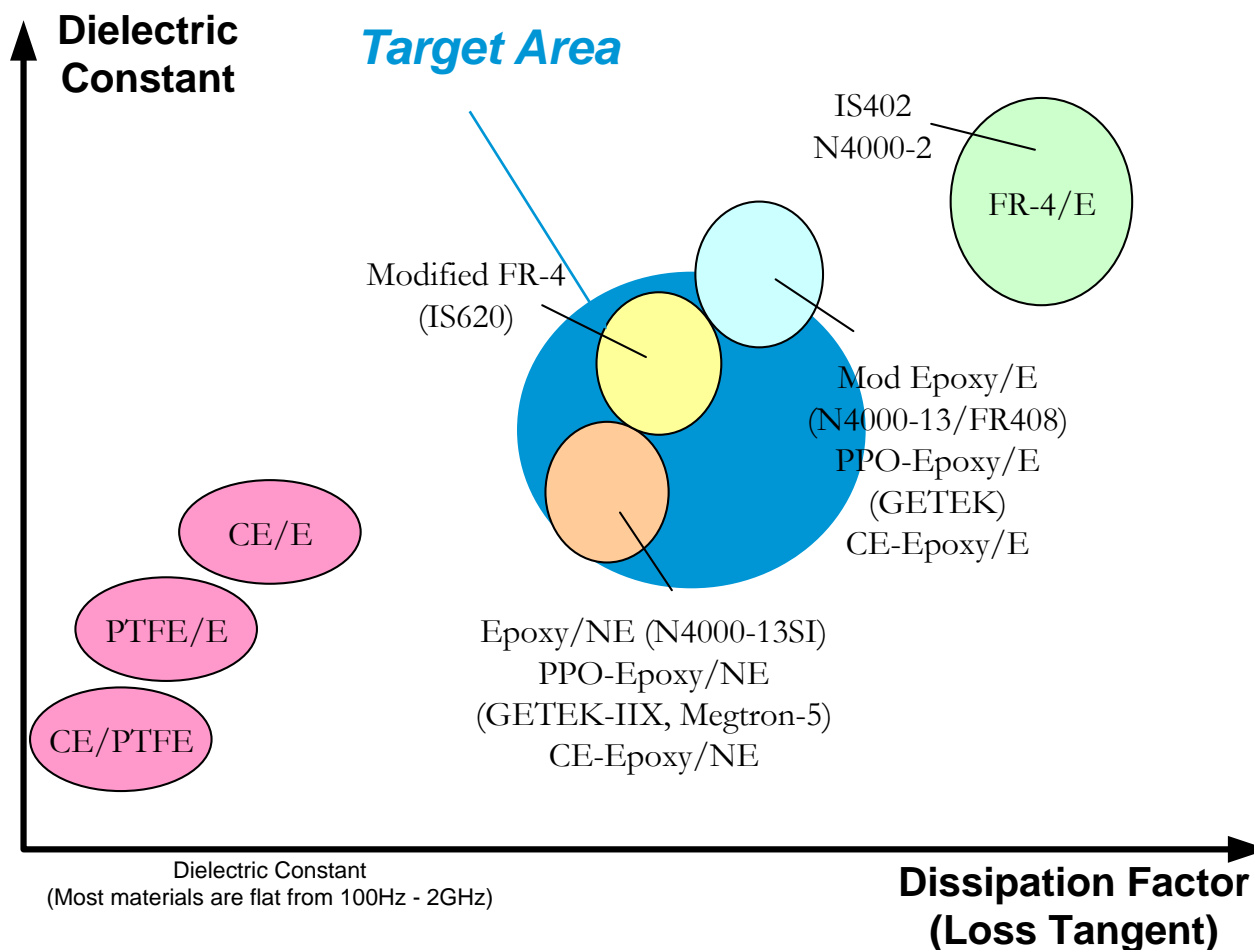 Dielectric
Constant
Target Area
IS402
N4000-2
FR-4/E
Modified FR-4
(IS620)
Mod Epoxy/E
(N4000-13/FR408)
PPO-Epoxy/E
(GETEK)
CE-Epoxy/E
CE/E
PTFE/E
CE/PTFE
Epoxy/NE (N4000-13SI)
PPO-Epoxy/NE
(GETEK-IIX, Megtron-5)
CE-Epoxy/NE
Dielectric Constant
(Most materials are flat from 100Hz - 2GHz)
Dissipation Factor
(Loss Tangent)